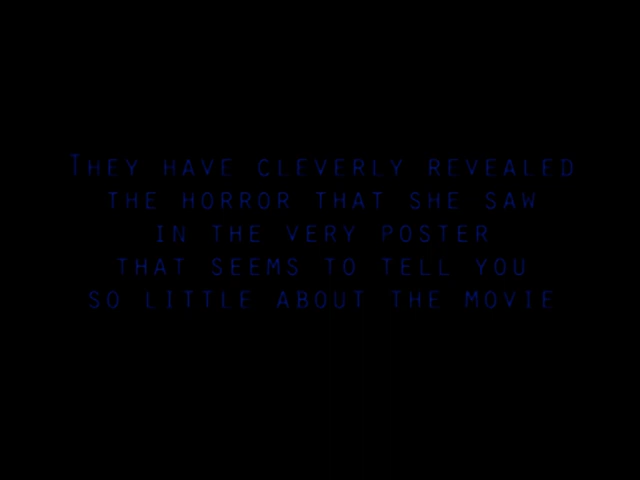 They have cleverly revealed
the horror that she saw
in the very poster
that seems to tell you
so little about the movie